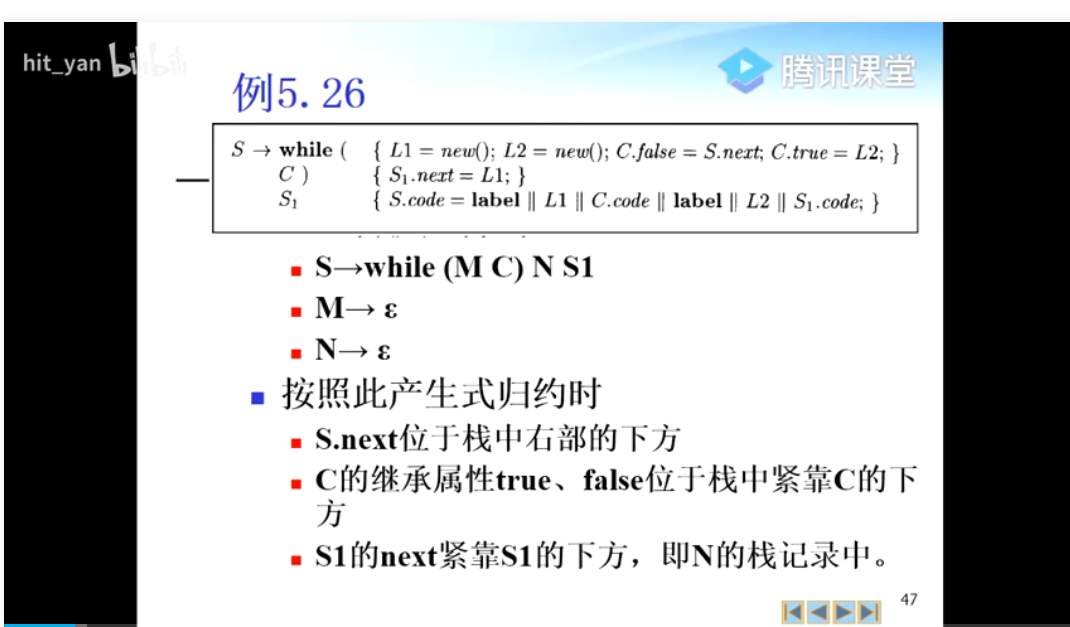 hit_yan bilibili
腾讯课堂
例5. 26
S → while ( { L1 = new(); L2 = new(); C.false = S.next; C.true = L2; }
C ) { S₁.next = L1; }
S₁ { S.code = label || L1 || C.code || label || L2 || S₁.code; }
S→while (M C) N S1
M→ ε
N→ ε
按照此产生式归约时
S.next位于栈中右部的下方
C的继承属性true、false位于栈中紧靠C的下
方
S1的next紧靠S1的下方，即N的栈记录中。
47